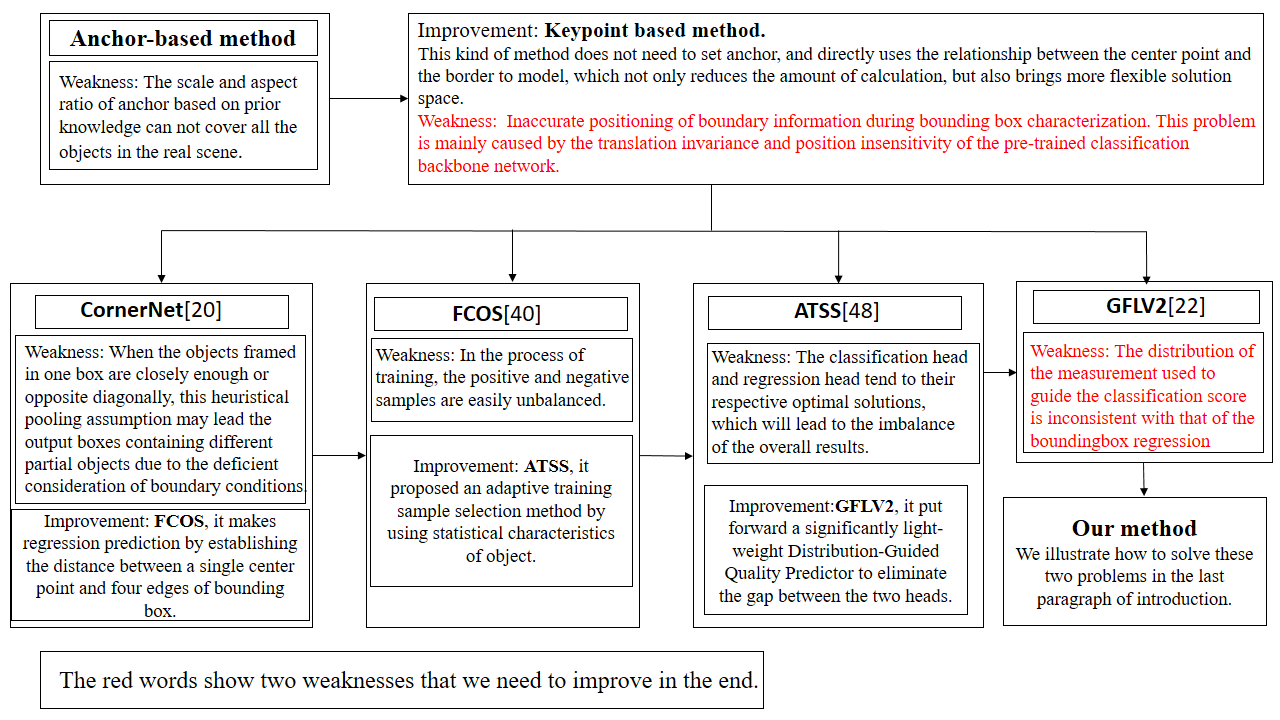 Anchor-based method
Weakness: The scale and aspect
ratio of anchor based on prior
knowledge can not cover all the
objects in the real scene.
Improvement: Keypoint based method.
This kind of method does not need to set anchor, and directly uses the relationship between the center point and
the border to model, which not only reduces the amount of calculation, but also brings more flexible solution
space.
Weakness: Inaccurate positioning of boundary information during bounding box characterization. This problem
is mainly caused by the translation invariance and position insensitivity of the pre-trained classification
backbone network.
CornerNet[20]
Weakness: When the objects framed
in one box are closely enough or
opposite diagonally, this heuristical
pooling assumption may lead the
output boxes containing different
partial objects due to the deficient
consideration of boundary conditions.
Improvement: FCOS, it makes
regression prediction by establishing
the distance between a single center
point and four edges of bounding
box.
FCOS[40]
Weakness: In the process of
training, the positive and negative
samples are easily unbalanced.
Improvement: ATSS, it
proposed an adaptive training
sample selection method by
using statistical characteristics
of object.
ATSS[48]
Weakness: The classification head
and regression head tend to their
respective optimal solutions,
which will lead to the imbalance
of the overall results.
Improvement:GFLV2, it put
forward a significantly light-
weight Distribution-Guided
Quality Predictor to eliminate
the gap between the two heads.
GFLV2[22]
Weakness: The distribution of
the measurement used to
guide the classification score
is inconsistent with that of the
boundingbox regression
Our method
We illustrate how to solve these
two problems in the last
paragraph of introduction.
The red words show two weaknesses that we need to improve in the end.